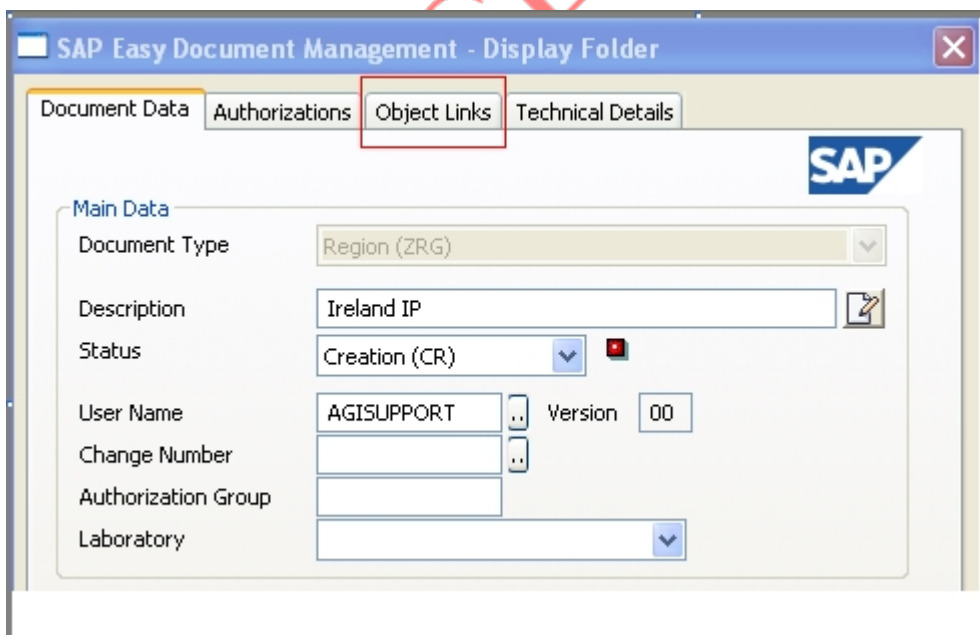 SAP Easy Document Management - Display Folder
Document Data Authorizations Object Links Technical Details
SAP
Main Data
Document Type Region (ZRG)
Description Ireland IP
Status Creation (CR)
User Name AGISUPPORT .. Version 00
Change Number ..
Authorization Group
Laboratory